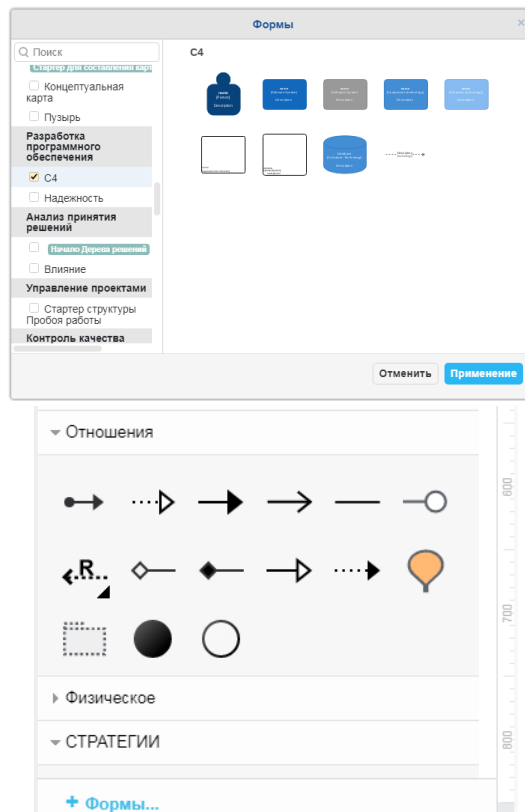 Формы
×
Поиск
C4
Стартер для составления карт
Концептуальная
карта
Пузырь
Разработка
программного
обеспечения
C4
Надежность
Анализ принятия
решений
Начало Дерева решений
Влияние
Управление проектами
Стартер структуры
Пробоя работы
Контроль качества
Отменить
Применение
Отношения
600
R
700
Физическое
СТРАТЕГИИ
800
+ Формы...